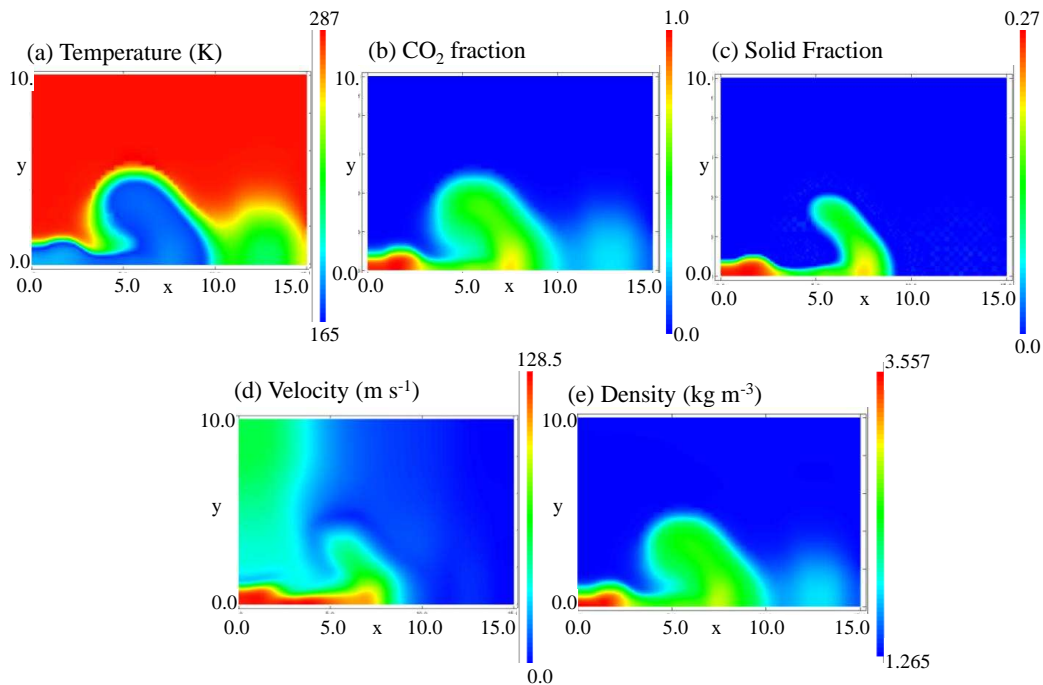 287
(a) Temperature (K)
10.
y
0.0
0.0 5.0 x 10.0 15.0
165
1.0
(b) CO₂ fraction
10.
y
0.0
0.0 5.0 x 10.0 15.0
0.0
0.27
(c) Solid Fraction
10.
y
0.0
0.0 5.0 x 10.0 15.0
0.0
128.5
(d) Velocity (m s⁻¹)
10.0
y
0.0
0.0 5.0 x 10.0 15.0
0.0
3.557
(e) Density (kg m⁻³)
10.0
y
0.0
0.0 5.0 x 10.0 15.0
1.265